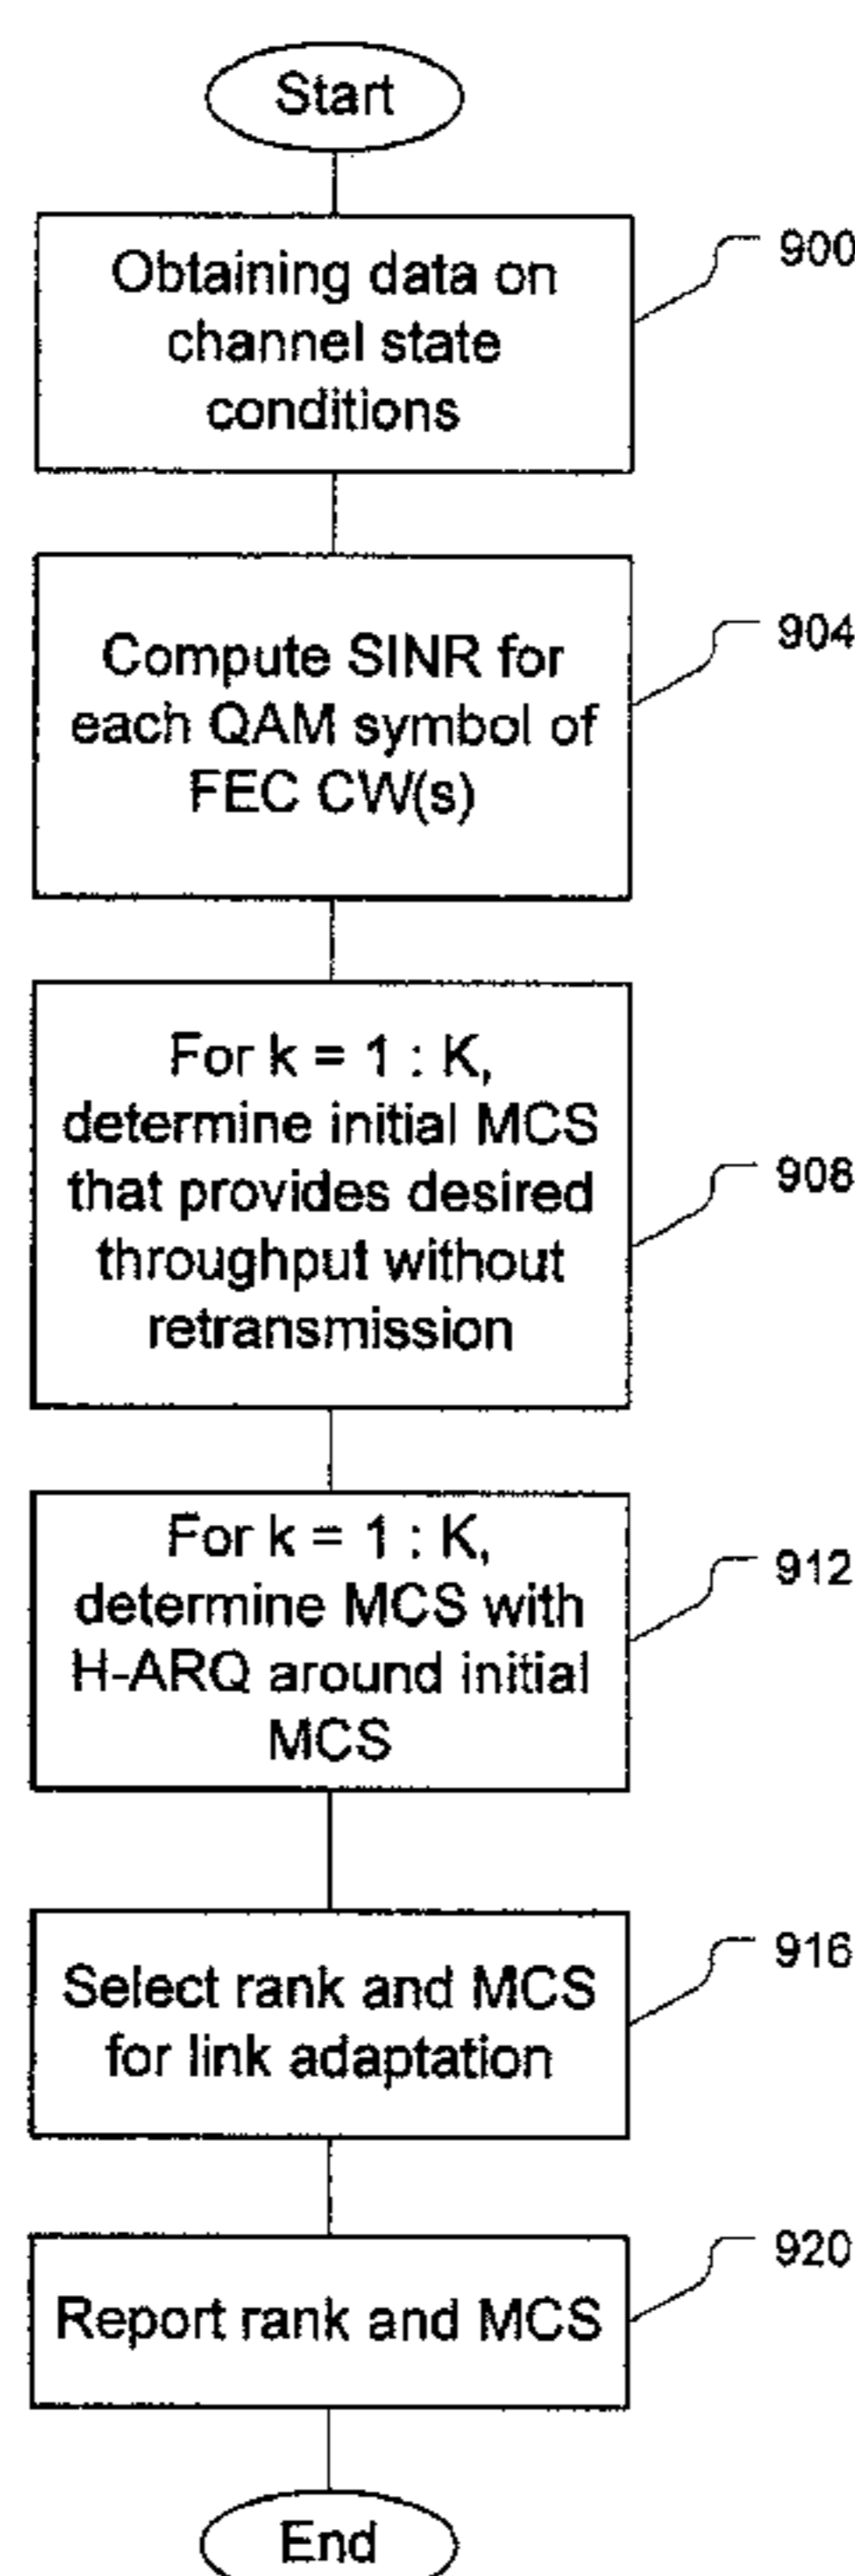 Start
Obtaining data on
channel state
conditions
900
Compute SINR for
each QAM symbol of
FEC CW(s)
904
For k = 1 : K,
determine initial MCS
that provides desired
throughput without
retransmission
908
For k = 1 : K,
determine MCS with
H-ARQ around initial
MCS
912
Select rank and MCS
for link adaptation
916
Report rank and MCS
920
End